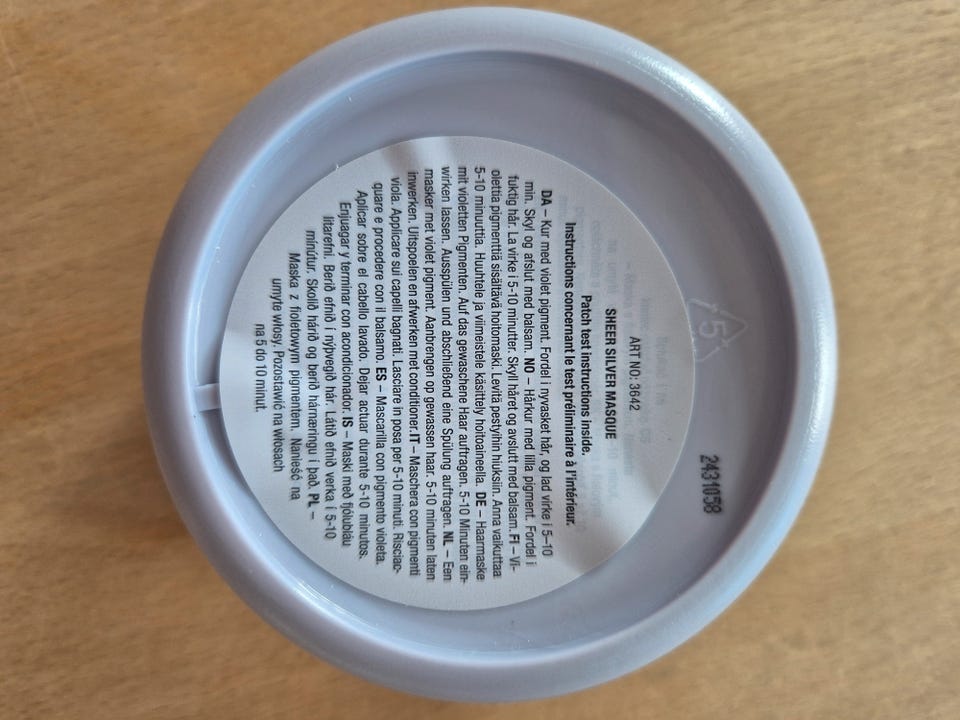 ART NO. 3642
SHEER SILVER MASQUE
Patch test instructions inside.
Instructions concernant le test préliminaire à l'intérieur.
DA – Kur med violet pigment. Fordel i nyvasket hår, og lad virke i 5–10
min. Skyl og afslut med balsam. NO – Hårkur med lilla pigment. Fordel i
fuktig hår. La virke i 5-10 minutter. Skyll håret og avslutt med balsam. FI – Vi-
olettia pigmenttiä sisältävä hotomaski. Levitä pestyihin hiuksiin. Anna vaikuttaa
5-10 minuuttia. Huuhtele ja viimeistele käsittely hoitoaineella. DE – Haarmaske
mit violetten Pigmenten. Auf das gewaschene Haar auftragen. 5-10 Minuten ein-
wirken lassen. Ausspülen und abschließend eine Spülung auftragen. NL – Een
masker met violet pigment. Aanbrengen op gewassen haar. 5-10 minuten laten
inwerken. Uitspoelen en afwerken met conditioner. IT – Maschera con pigmenti
viola. Applicare sui capelli bagnati. Lasciare in posa per 5-10 minuti. Risciac-
quare e procedere con il balsamo. ES – Mascarilla con pigmento violeta.
Aplicar sobre el cabello lavado. Dejar actuar durante 5-10 minutos.
Enjuagar y terminar con acondicionador. IS – Maski með fjólubláu
litarefni. Berið efnið í nýþvegið hár. Látið efnið verka í 5-10
mínútur. Skolið hárið og berið hárnæringu í það. PL –
Maska z fioletowym pigmentem. Nanieść na
umyte włosy. Pozostawić na włosach
na 5 do 10 minut.
5
2431058